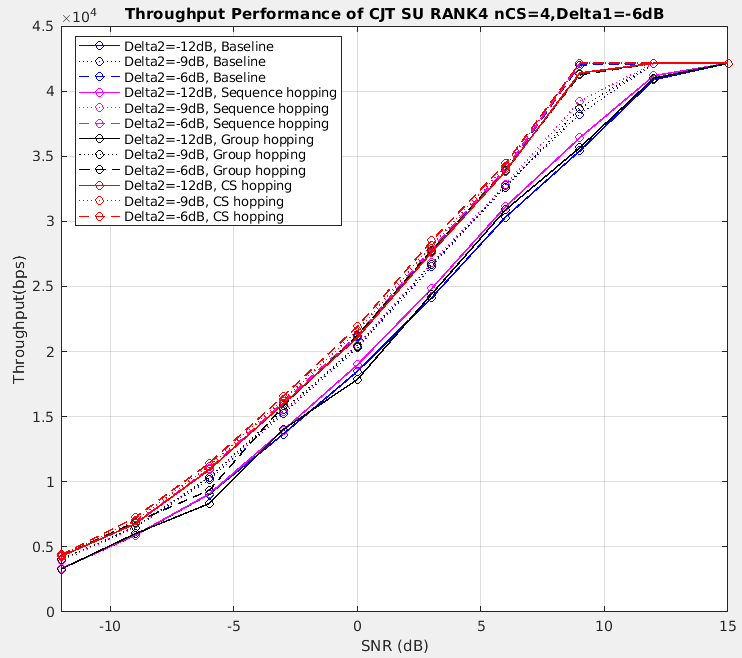 Throughput Performance of CJT SU RANK4 nCS=4,Delta1=-6dB
×10⁴
4.5
4
3.5
3
2.5
2
1.5
1
0.5
0
Throughput(bps)
Delta2=-12dB, Baseline
Delta2=-9dB, Baseline
Delta2=-6dB, Baseline
Delta2=-12dB, Sequence hopping
Delta2=-9dB, Sequence hopping
Delta2=-6dB, Sequence hopping
Delta2=-12dB, Group hopping
Delta2=-9dB, Group hopping
Delta2=-6dB, Group hopping
Delta2=-12dB, CS hopping
Delta2=-9dB, CS hopping
Delta2=-6dB, CS hopping
-10 -5 0 5 10 15
SNR (dB)